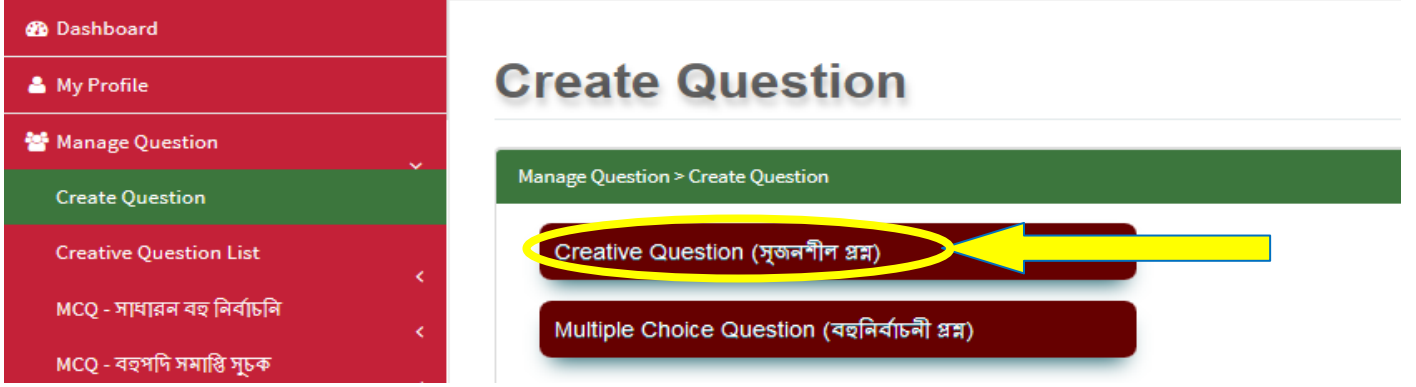 Dashboard
My Profile
Manage Question
Create Question
Creative Question List
MCQ - সাধারন বহু নির্বাচনি
MCQ - বহুপদি সমাপ্তি সূচক
Create Question
Manage Question > Create Question
Creative Question (সৃজনশীল প্রশ্ন)
Multiple Choice Question (বহুনির্বাচনী প্রশ্ন)